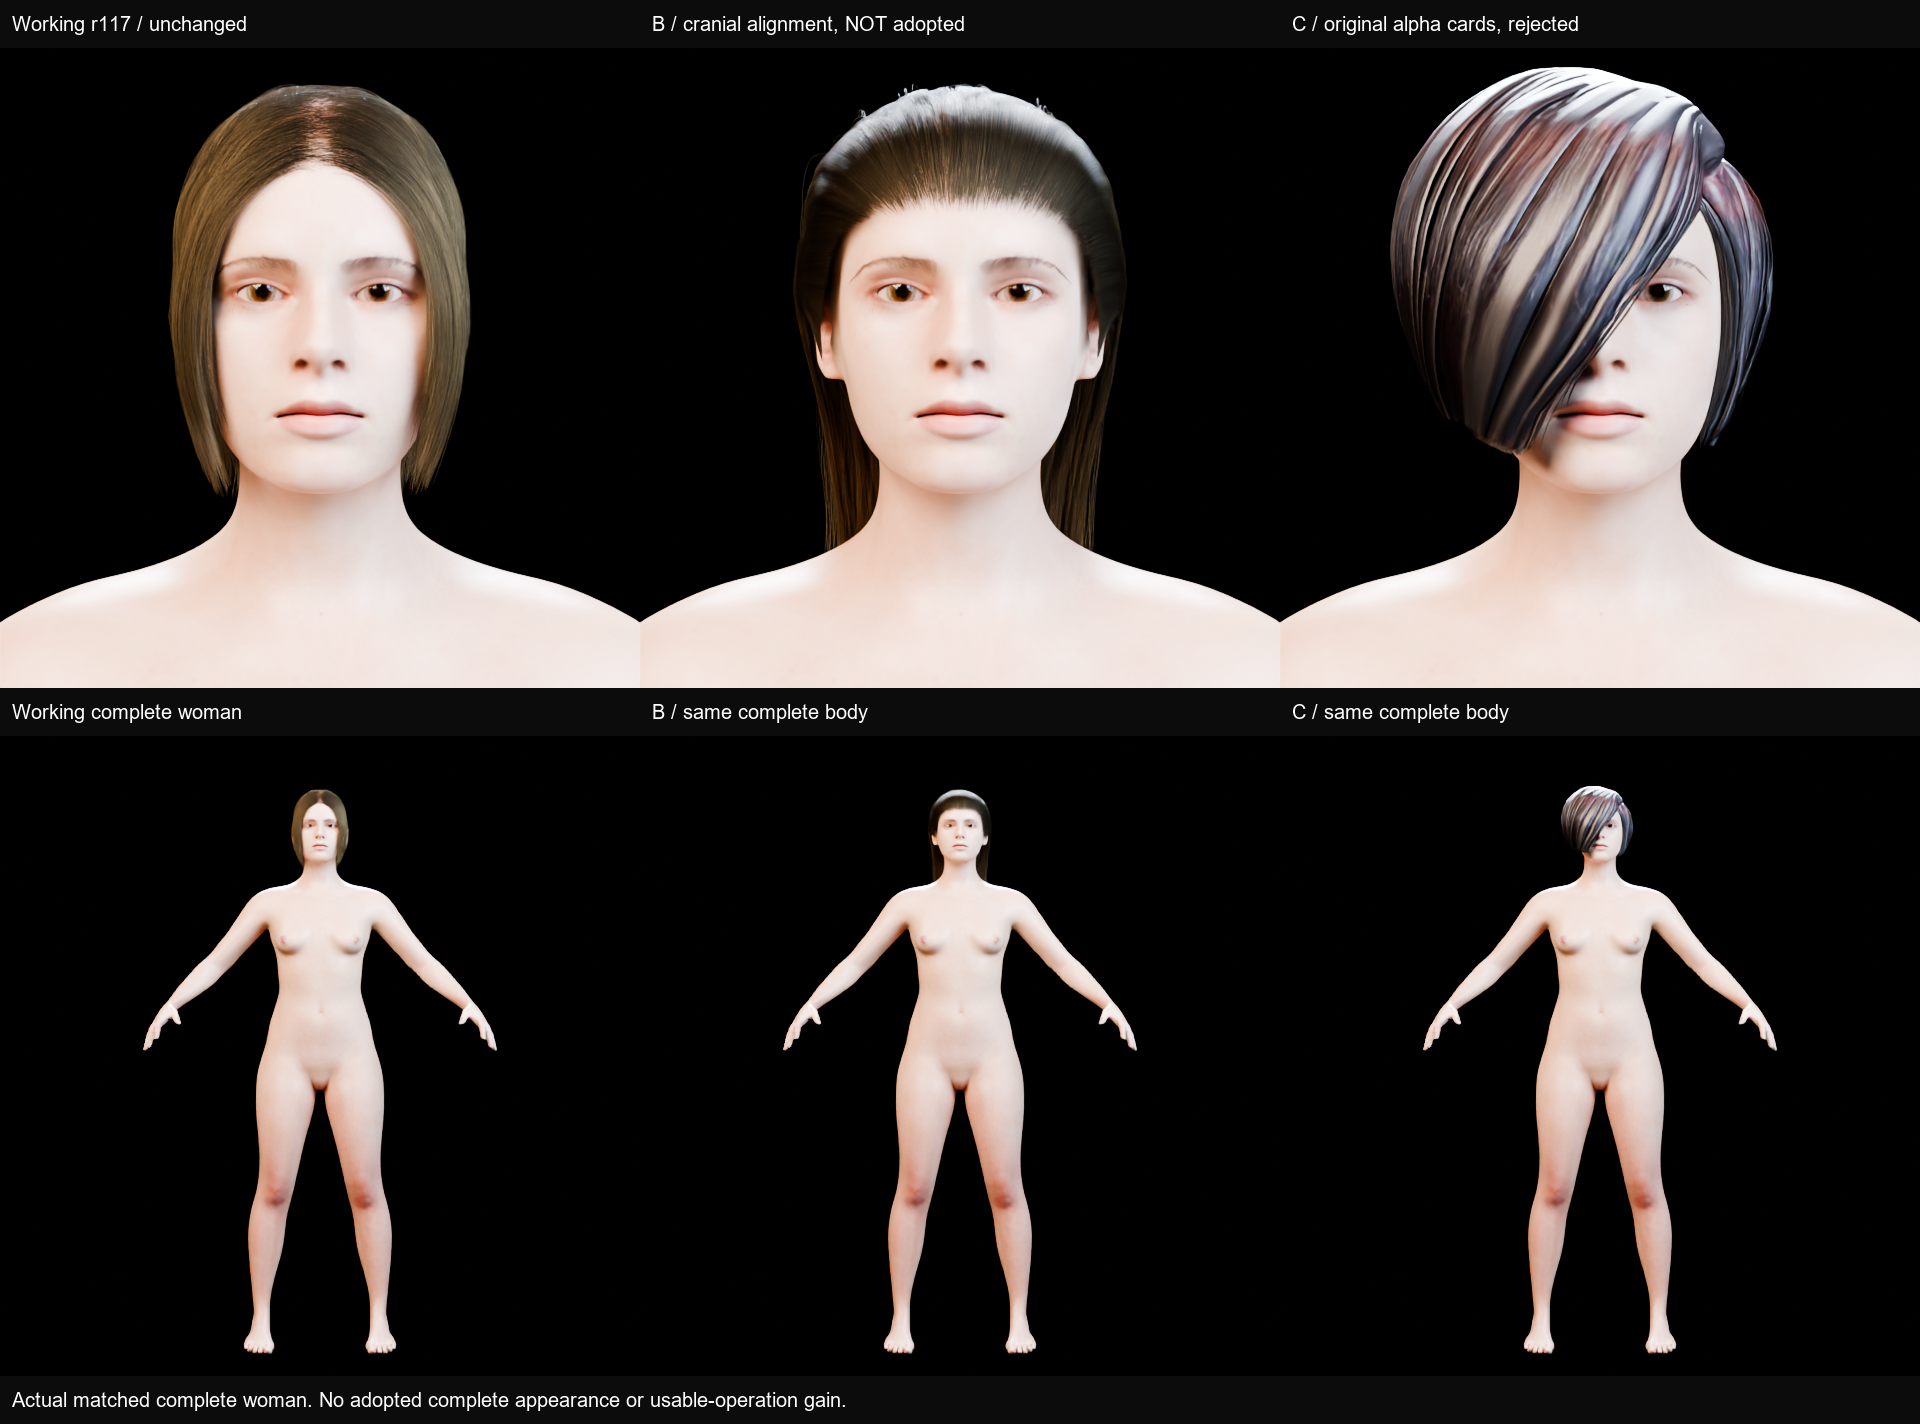 Working r117 / unchanged
B / cranial alignment, NOT adopted
C / original alpha cards, rejected
Working complete woman
B / same complete body
C / same complete body
Actual matched complete woman. No adopted complete appearance or usable-operation gain.